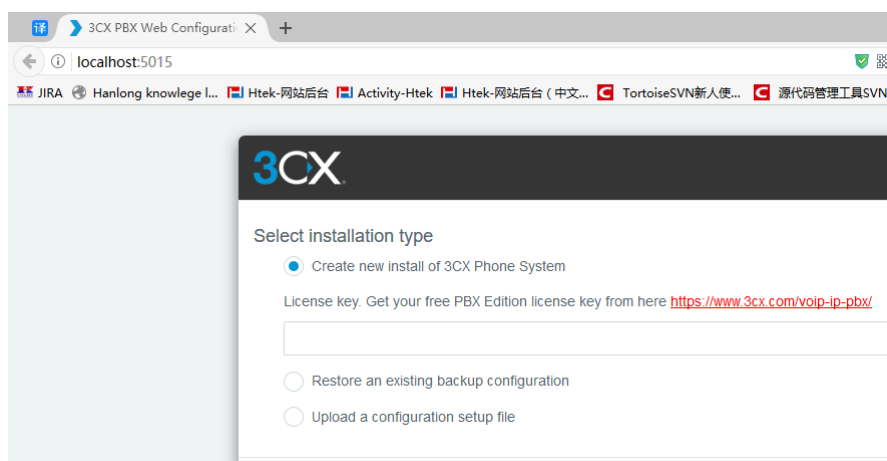 译 3CX PBX Web Configurati
localhost:5015
JIRA Hanlong knowlege l... Htek-网站后台 Activity-Htek Htek-网站后台 ( 中文... TortoiseSVN新人使... 源代码管理工具SVN
3CX
Select installation type
Create new install of 3CX Phone System
License key. Get your free PBX Edition license key from here https://www.3cx.com/voip-ip-pbx/
Restore an existing backup configuration
Upload a configuration setup file